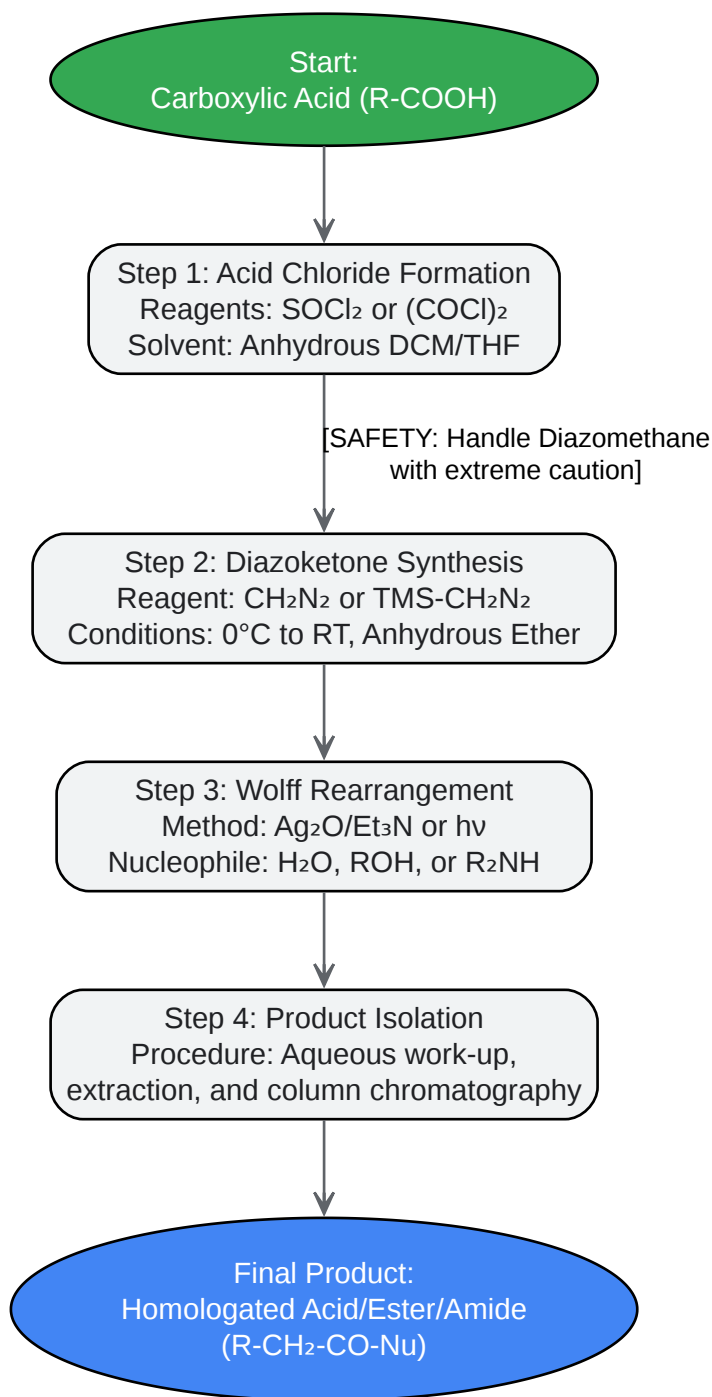 Start:
Carboxylic Acid (R-COOH)
Step 1: Acid Chloride Formation
Reagents: SOCl₂ or (COCl)₂
Solvent: Anhydrous DCM/THF
[SAFETY: Handle Diazomethane
with extreme caution]
Step 2: Diazoketone Synthesis
Reagent: CH₂N₂ or TMS-CH₂N₂
Conditions: 0°C to RT, Anhydrous Ether
Step 3: Wolff Rearrangement
Method: Ag₂O/Et₃N or hν
Nucleophile: H₂O, ROH, or R₂NH
Step 4: Product Isolation
Procedure: Aqueous work-up,
extraction, and column chromatography
Final Product:
Homologated Acid/Ester/Amide
(R-CH₂-CO-Nu)